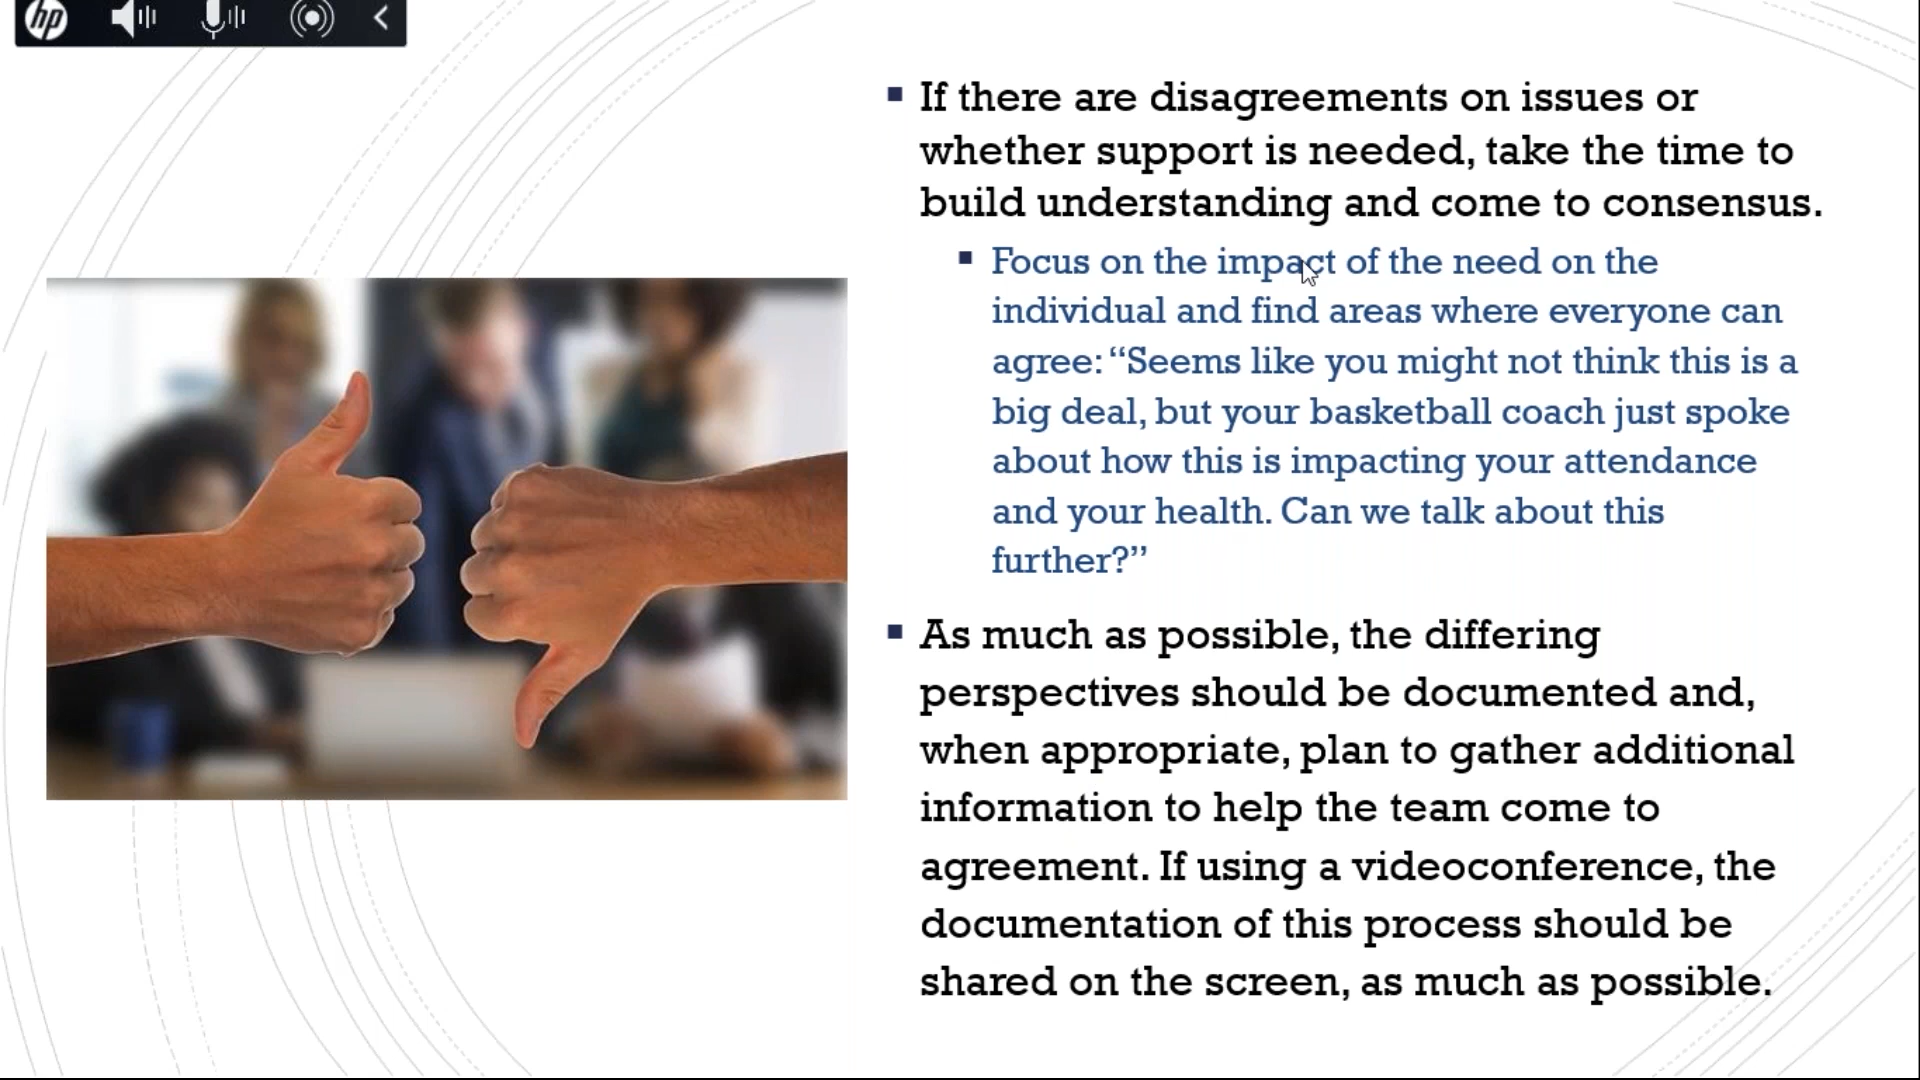 hp
If there are disagreements on issues or
whether support is needed, take the time to
build understanding and come to consensus.
Focus on the impact of the need on the
individual and find areas where everyone can
agree: “Seems like you might not think this is a
big deal, but your basketball coach just spoke
about how this is impacting your attendance
and your health. Can we talk about this
further?”
As much as possible, the differing
perspectives should be documented and,
when appropriate, plan to gather additional
information to help the team come to
agreement. If using a videoconference, the
documentation of this process should be
shared on the screen, as much as possible.